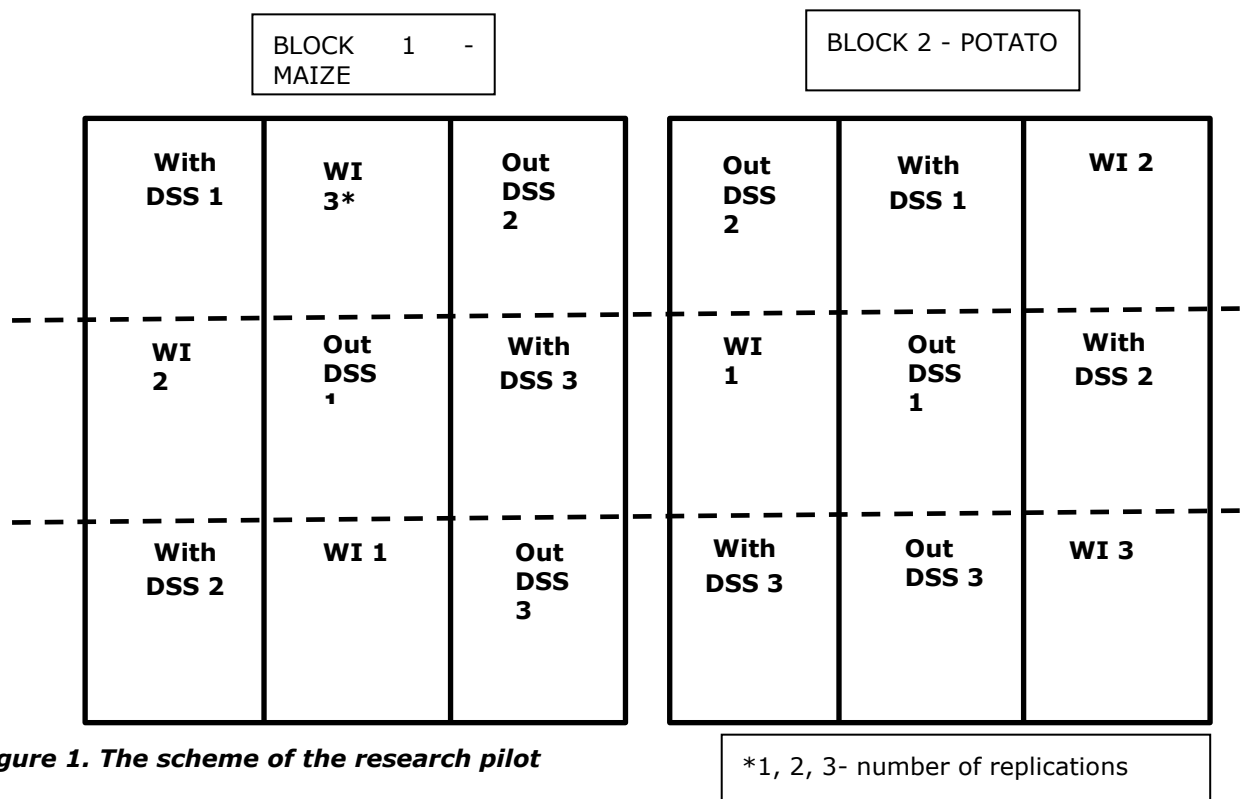 BLOCK 1 -
MAIZE
BLOCK 2 - POTATO
With
DSS 1
WI
3*
Out
DSS
2
Out
DSS
2
With
DSS 1
WI 2
WI
2
Out
DSS
1
With
DSS 3
WI
1
Out
DSS
1
With
DSS 2
With
DSS 2
WI 1
Out
DSS
3
With
DSS 3
Out
DSS 3
WI 3
gure 1. The scheme of the research pilot
*1, 2, 3- number of replications